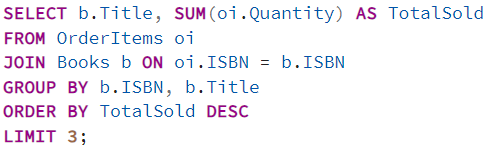 SELECT b.Title, SUM(oi.Quantity) AS TotalSold
FROM OrderItems oi
JOIN Books b ON oi.ISBN = b.ISBN
GROUP BY b.ISBN, b.Title
ORDER BY TotalSold DESC
LIMIT 3;